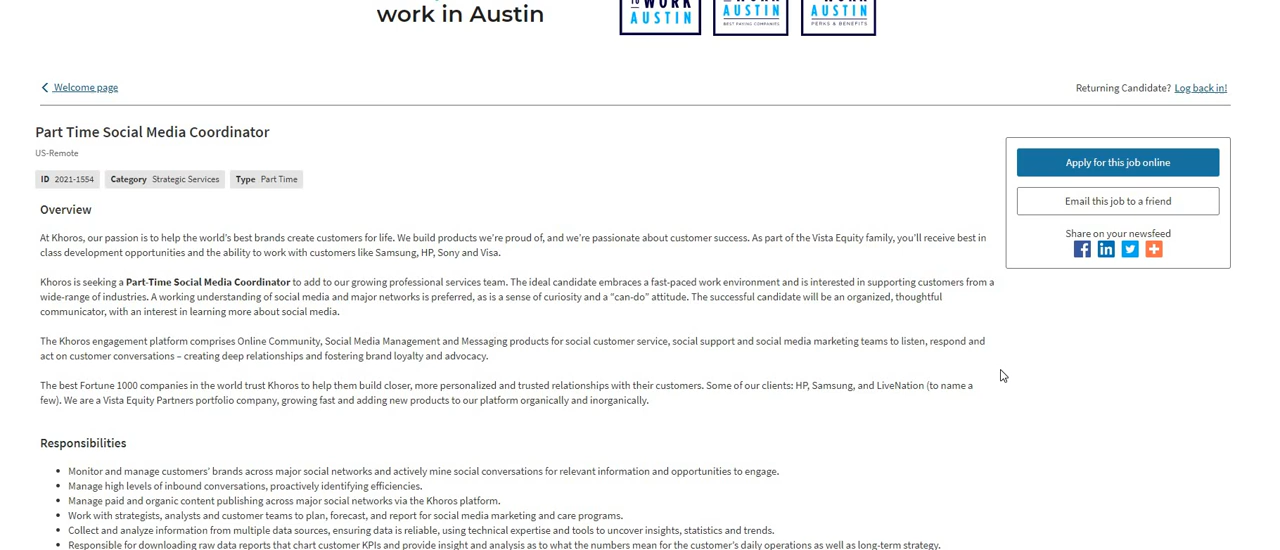 work in Austin
WORK
AUSTIN
AUSTIN
BEST PAYING COMPANIES
AUSTIN
PERKS & BENEFITS
Welcome page
Returning Candidate? Log back in!
Part Time Social Media Coordinator
US-Remote
ID 2021-1554 Category Strategic Services Type Part Time
Apply for this job online
Email this job to a friend
Share on your newsfeed
Overview
At Khoros, our passion is to help the world's best brands create customers for life. We build products we're proud of, and we're passionate about customer success. As part of the Vista Equity family, you'll receive best in
class development opportunities and the ability to work with customers like Samsung, HP, Sony and Visa.
Khoros is seeking a Part-Time Social Media Coordinator to add to our growing professional services team. The ideal candidate embraces a fast-paced work environment and is interested in supporting customers from a
wide-range of industries. A working understanding of social media and major networks is preferred, as is a sense of curiosity and a "can-do" attitude. The successful candidate will be an organized, thoughtful
communicator, with an interest in learning more about social media.
The Khoros engagement platform comprises Online Community, Social Media Management and Messaging products for social customer service, social support and social media marketing teams to listen, respond and
act on customer conversations – creating deep relationships and fostering brand loyalty and advocacy.
The best Fortune 1000 companies in the world trust Khoros to help them build closer, more personalized and trusted relationships with their customers. Some of our clients: HP, Samsung, and LiveNation (to name a
few). We are a Vista Equity Partners portfolio company, growing fast and adding new products to our platform organically and inorganically.
Responsibilities
Monitor and manage customers' brands across major social networks and actively mine social conversations for relevant information and opportunities to engage.
Manage high levels of inbound conversations, proactively identifying efficiencies.
Manage paid and organic content publishing across major social networks via the Khoros platform.
Work with strategists, analysts and customer teams to plan, forecast, and report for social media marketing and care programs.
Collect and analyze information from multiple data sources, ensuring data is reliable, using technical expertise and tools to uncover insights, statistics and trends.
Responsible for downloading raw data reports that chart customer KPIs and provide insight and analysis as to what the numbers mean for the customer's daily operations as well as long-term strategy.